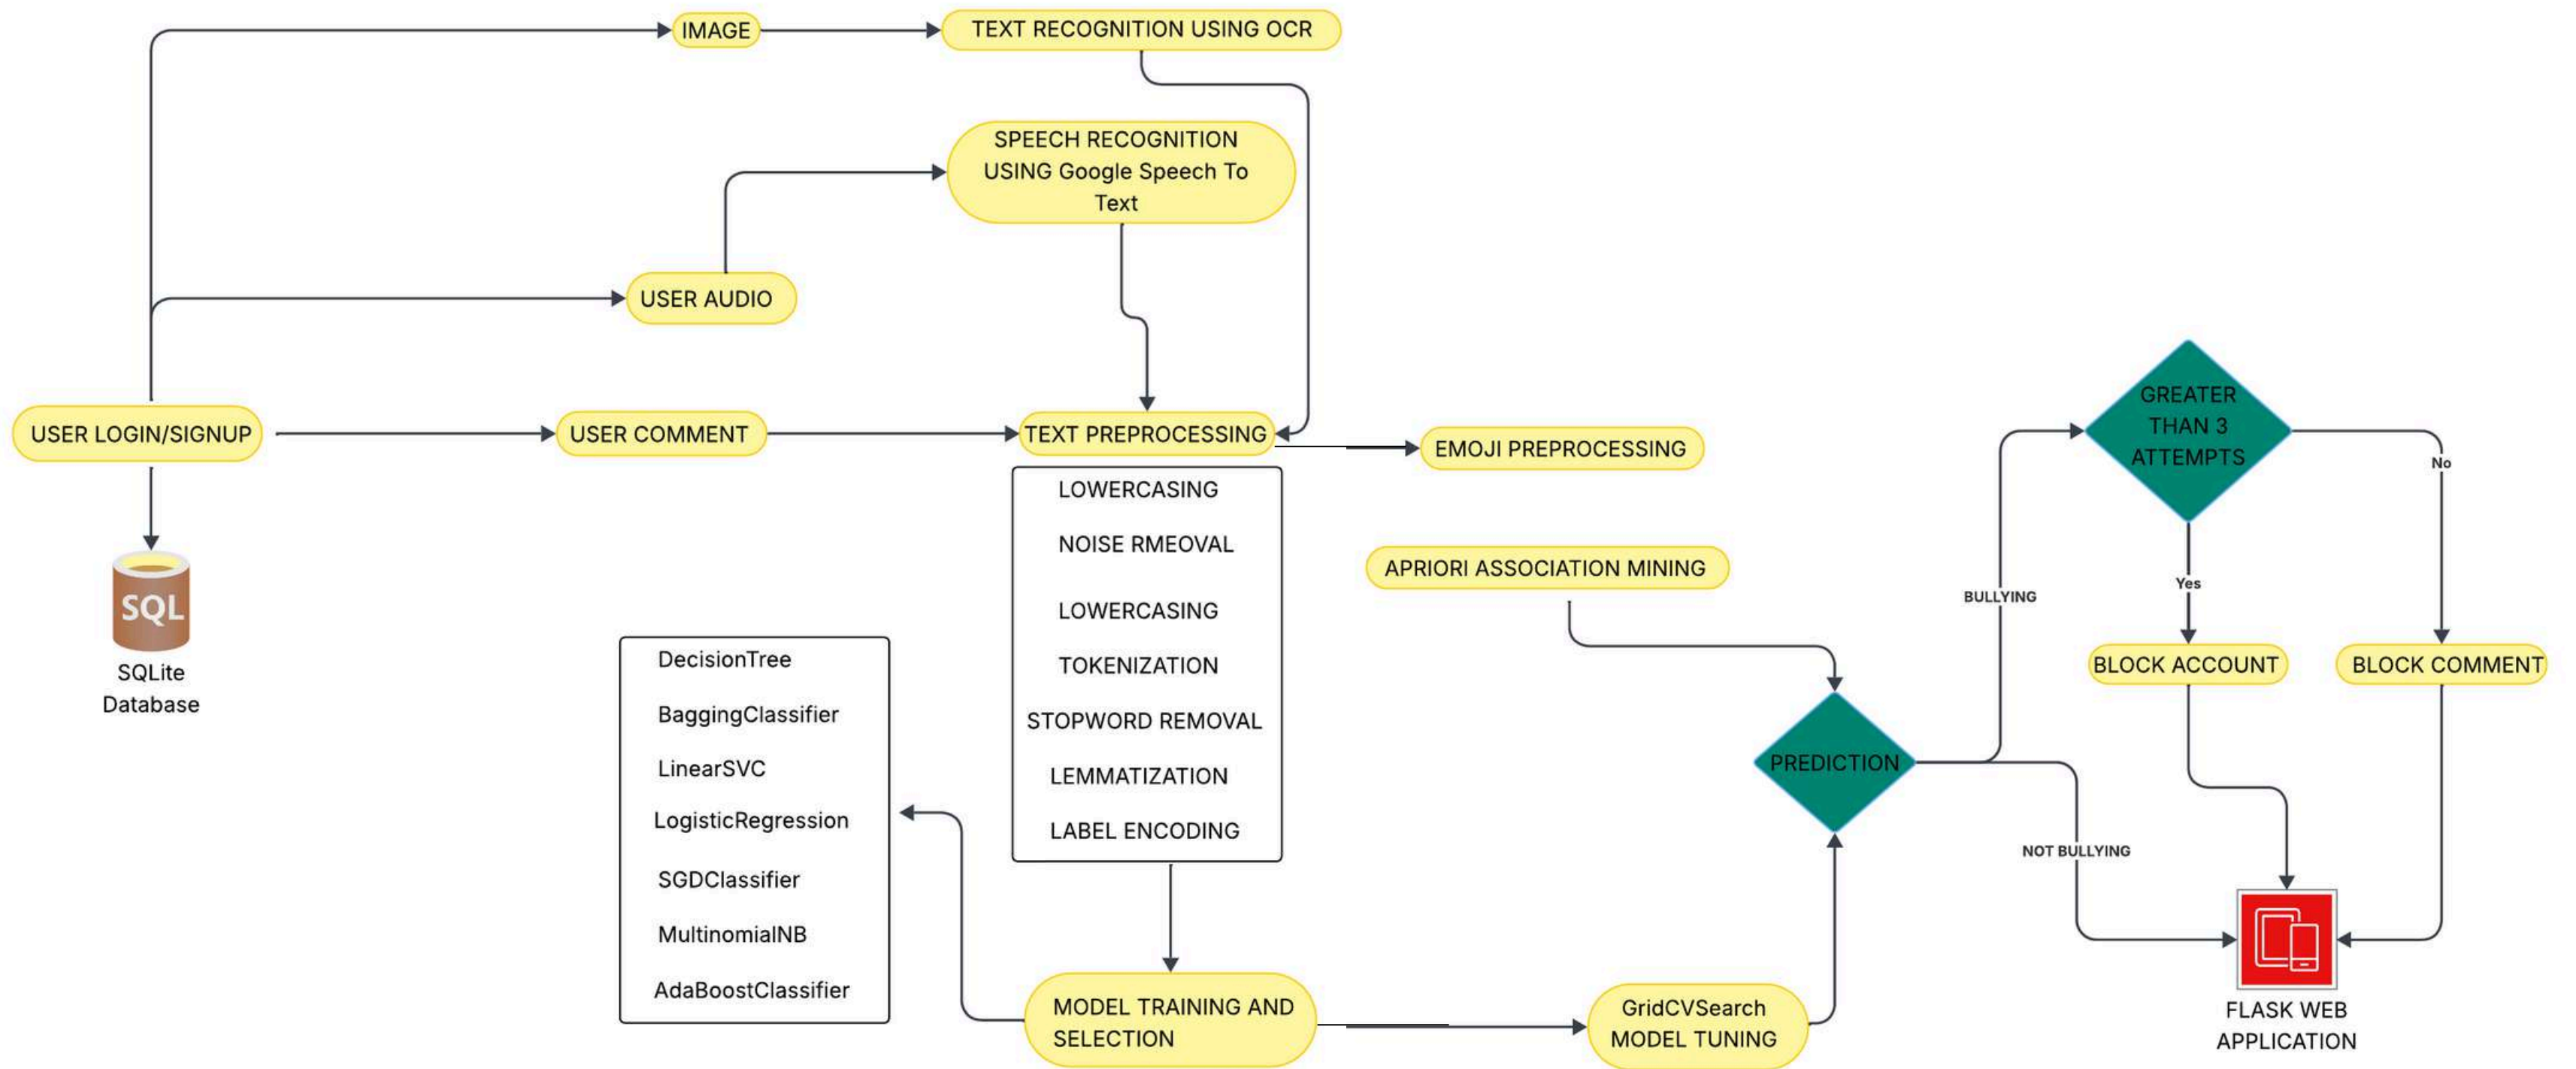 IMAGE
TEXT RECOGNITION USING OCR
SPEECH RECOGNITION
USING Google Speech To
Text
USER AUDIO
USER LOGIN/SIGNUP
USER COMMENT
TEXT PREPROCESSING
EMOJI PREPROCESSING
SQL
SQLite
Database
LOWERCASING
NOISE RMEOVAL
LOWERCASING
TOKENIZATION
STOPWORD REMOVAL
LEMMATIZATION
LABEL ENCODING
DecisionTree
BaggingClassifier
LinearSVC
LogisticRegression
SGDClassifier
MultinomialNB
AdaBoostClassifier
MODEL TRAINING AND
SELECTION
GridCVSearch
MODEL TUNING
APRIORI ASSOCIATION MINING
PREDICTION
BULLYING
NOT BULLYING
GREATER
THAN 3
ATTEMPTS
Yes
No
BLOCK ACCOUNT
BLOCK COMMENT
FLASK WEB
APPLICATION